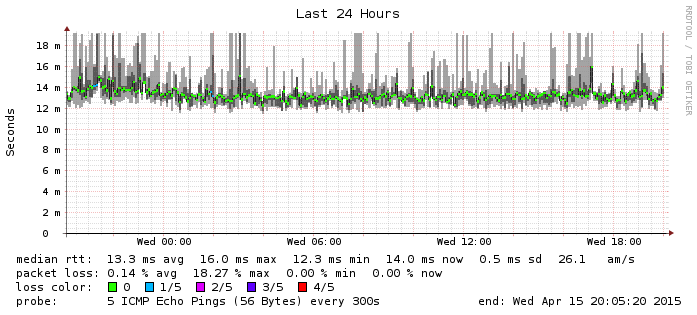 Last 24 Hours
RRDTOOL / TOBI OETIKER
Seconds
18 m
16 m
14 m
12 m
10 m
8 m
6 m
4 m
2 m
0
Wed 00:00 Wed 06:00 Wed 12:00 Wed 18:00
median rtt: 13.3 ms avg 16.0 ms max 12.3 ms min 14.0 ms now 0.5 ms sd 26.1 am/s
packet loss: 0.14 % avg 18.27 % max 0.00 % min 0.00 % now
loss color: 0 1/5 2/5 3/5 4/5
probe: 5 ICMP Echo Pings (56 Bytes) every 300s end: Wed Apr 15 20:05:20 2015